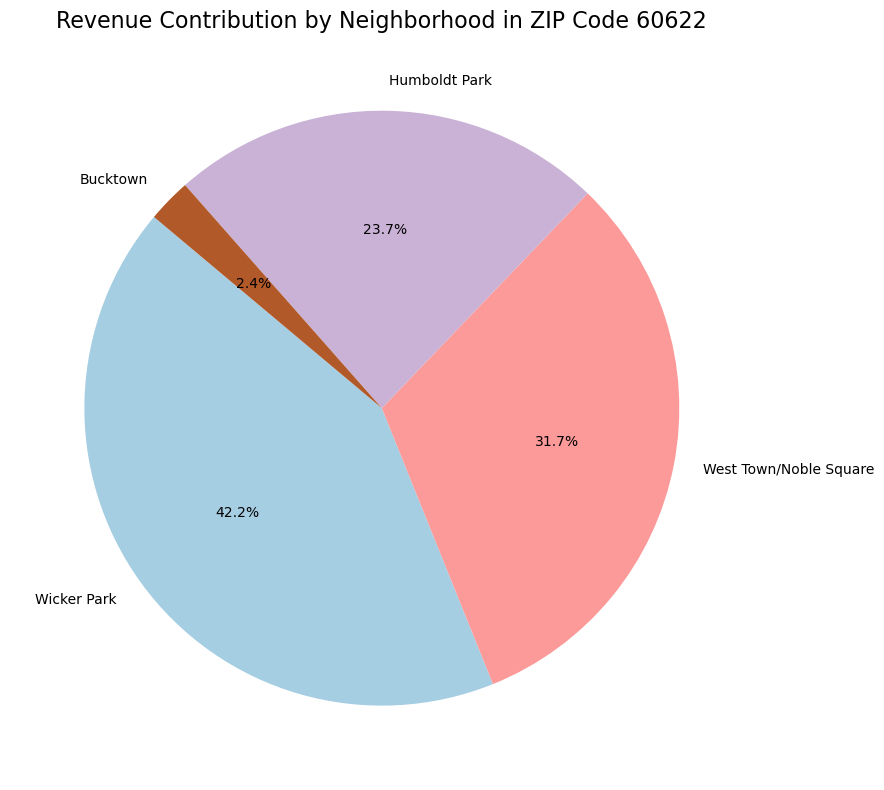 Revenue Contribution by Neighborhood in ZIP Code 60622
Humboldt Park
Bucktown
23.7%
2.4%
31.7%
West Town/Noble Square
42.2%
Wicker Park